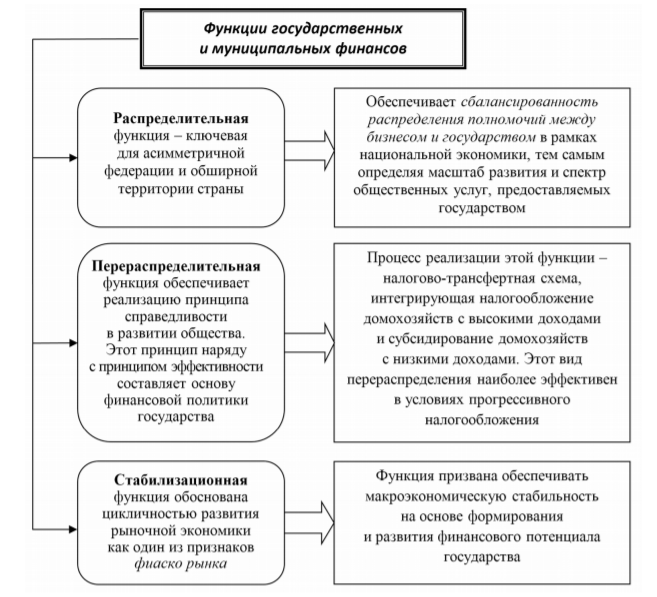 Функции государственных
и муниципальных финансов
Распределительная
функция – ключевая
для асимметричной
федерации и обширной
территории страны
Обеспечивает сбалансированность
распределения полномочий между
бизнесом и государством в рамках
национальной экономики, тем самым
определяя масштаб развития и спектр
общественных услуг, предоставляемых
государством
Перераспределительная
функция обеспечивает
реализацию принципа
справедливости
в развитии общества.
Этот принцип наряду
с принципом эффективности
составляет основу
финансовой политики
государства
Процесс реализации этой функции –
налогово-трансфертная схема,
интегрирующая налогообложение
домохозяйств с высокими доходами
и субсидирование домохозяйств
с низкими доходами. Этот вид
перераспределения наиболее эффективен
в условиях прогрессивного
налогообложения
Стабилизационная
функция обоснована
цикличностью развития
рыночной экономики
как один из признаков
фиаско рынка
Функция призвана обеспечивать
макроэкономическую стабильность
на основе формирования
и развития финансового потенциала
государства